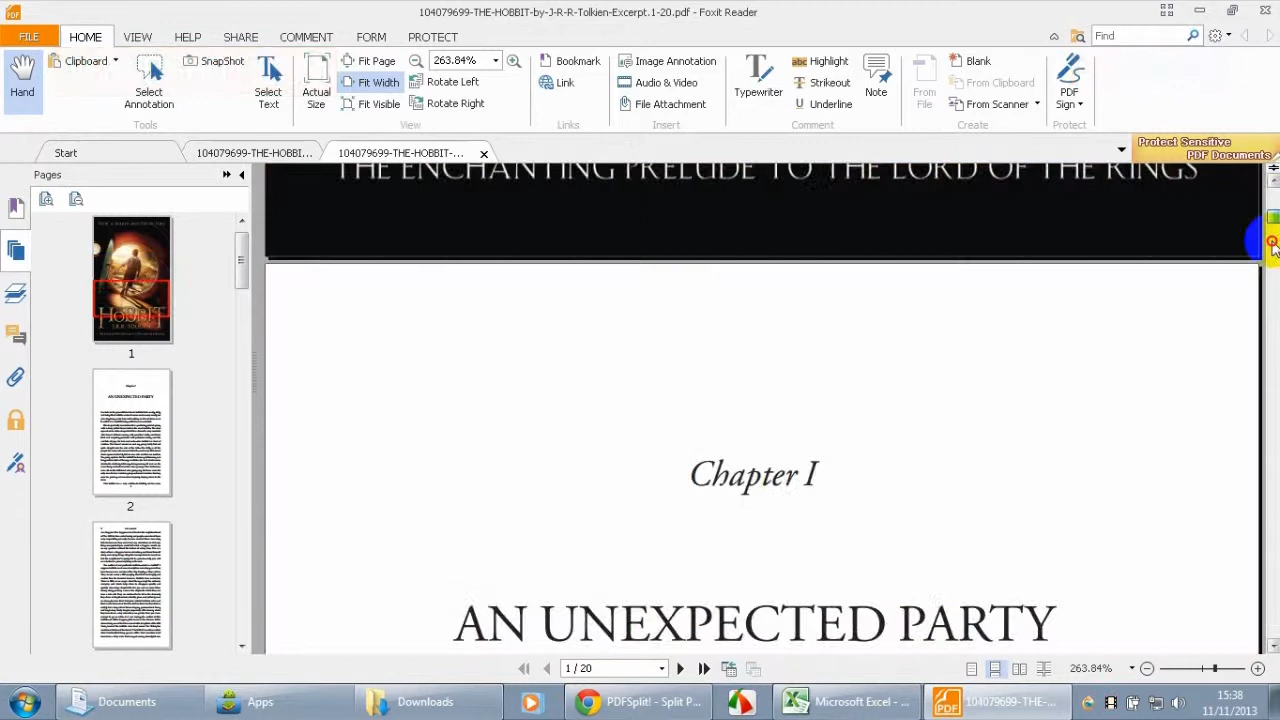 104079699-THE-HOBBIT-by-J-R-R-Tolkien-Excerpt.1-20.pdf - Foxit Reader
FILE HOME VIEW HELP SHARE COMMENT FORM PROTECT Find
Hand
Clipboard
Select Annotation
SnapShot
Select Text
Tools
Actual Size
Fit Page
Fit Width
Fit Visible
263.84%
Rotate Left
Rotate Right
View
Bookmark
Link
Links
Image Annotation
Audio & Video
File Attachment
Insert
Typewriter
Highlight
Strikeout
Underline
Note
Comment
From File
Blank
From Clipboard
From Scanner
Create
PDF Sign
Protect
Start
104079699-THE-HOBBI...
104079699-THE-HOBBIT-...
Protect Sensitive
PDF Documents
Pages
HOBBIT
1
AN UNEXPECTED PARTY
2
THE ENCHANTING PRELUDE TO THE LORD OF THE RINGS
Chapter I
AN UNEXPECTED PARTY
1 / 20
263.84%
Documents
Apps
Downloads
PDFSplit! - Split P...
Microsoft Excel - ...
104079699-THE-...
15:38
11/11/2013